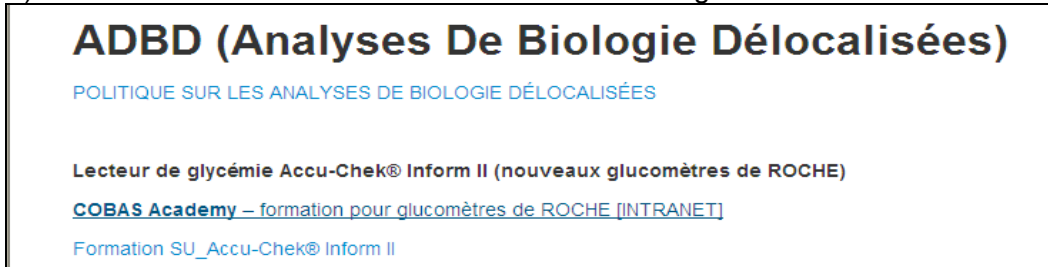 ADBD (Analyses De Biologie Délocalisées)
POLITIQUE SUR LES ANALYSES DE BIOLOGIE DÉLOCALISÉES
Lecteur de glycémie Accu-Chek® Inform II (nouveaux glucomètres de ROCHE)
COBAS Academy – formation pour glucomètres de ROCHE [INTRANET]
Formation SU_Accu-Chek® Inform II